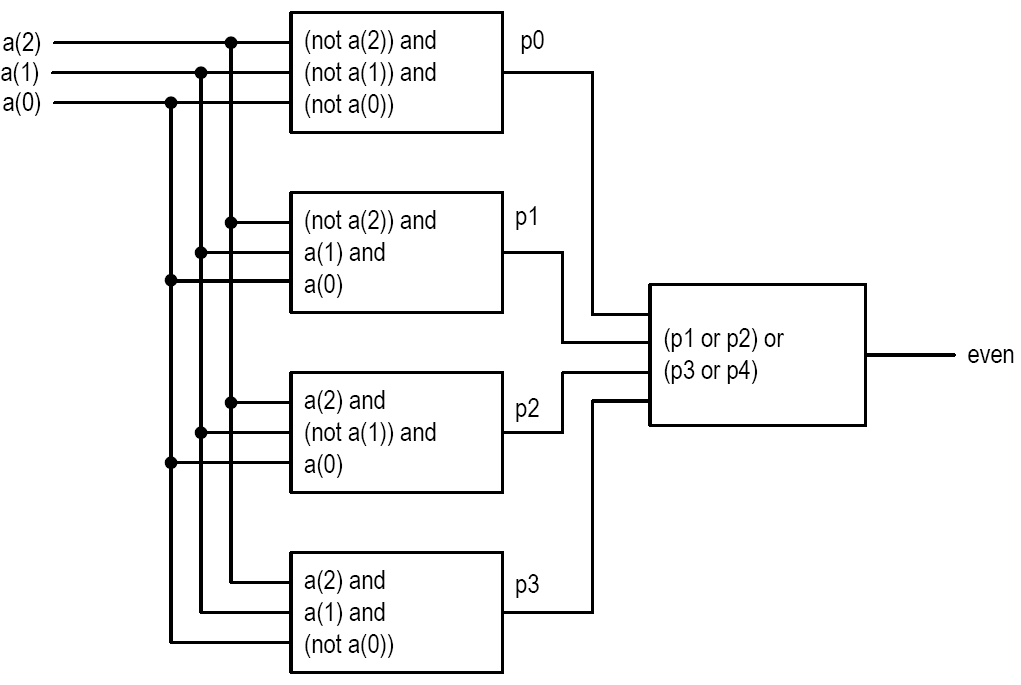 a(2)
a(1)
a(0)
(not a(2)) and
(not a(1)) and
(not a(0))
p0
(not a(2)) and
a(1) and
a(0)
p1
(p1 or p2) or
(p3 or p4)
even
a(2) and
(not a(1)) and
a(0)
p2
a(2) and
a(1) and
(not a(0))
p3